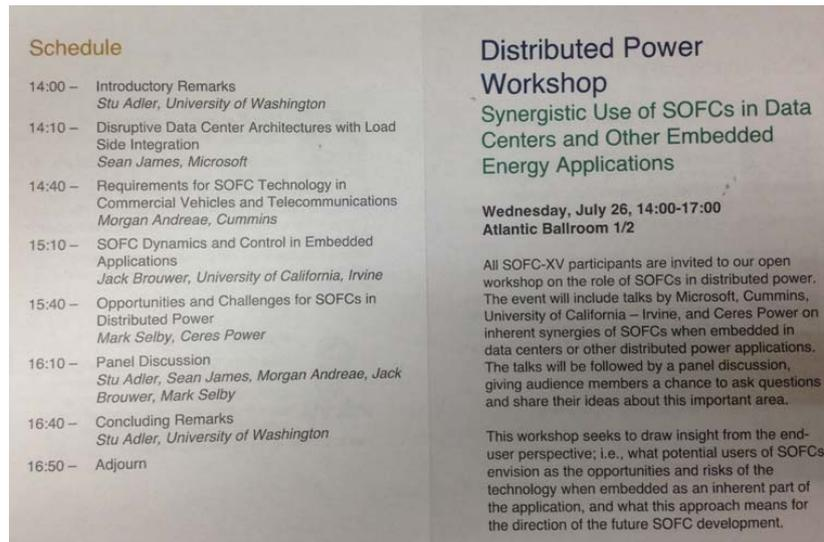 Schedule
14:00 – Introductory Remarks
Stu Adler, University of Washington
14:10 – Disruptive Data Center Architectures with Load
Side Integration
Sean James, Microsoft
14:40 – Requirements for SOFC Technology in
Commercial Vehicles and Telecommunications
Morgan Andreae, Cummins
15:10 – SOFC Dynamics and Control in Embedded
Applications
Jack Brouwer, University of California, Irvine
15:40 – Opportunities and Challenges for SOFCs in
Distributed Power
Mark Selby, Ceres Power
16:10 – Panel Discussion
Stu Adler, Sean James, Morgan Andreae, Jack
Brouwer, Mark Selby
16:40 – Concluding Remarks
Stu Adler, University of Washington
16:50 – Adjourn
Distributed Power
Workshop
Synergistic Use of SOFCs in Data
Centers and Other Embedded
Energy Applications
Wednesday, July 26, 14:00-17:00
Atlantic Ballroom 1/2
All SOFC-XV participants are invited to our open
workshop on the role of SOFCs in distributed power.
The event will include talks by Microsoft, Cummins,
University of California – Irvine, and Ceres Power on
inherent synergies of SOFCs when embedded in
data centers or other distributed power applications.
The talks will be followed by a panel discussion,
giving audience members a chance to ask questions
and share their ideas about this important area.
This workshop seeks to draw insight from the end-
user perspective; i.e., what potential users of SOFCs
envision as the opportunities and risks of the
technology when embedded as an inherent part of
the application, and what this approach means for
the direction of the future SOFC development.